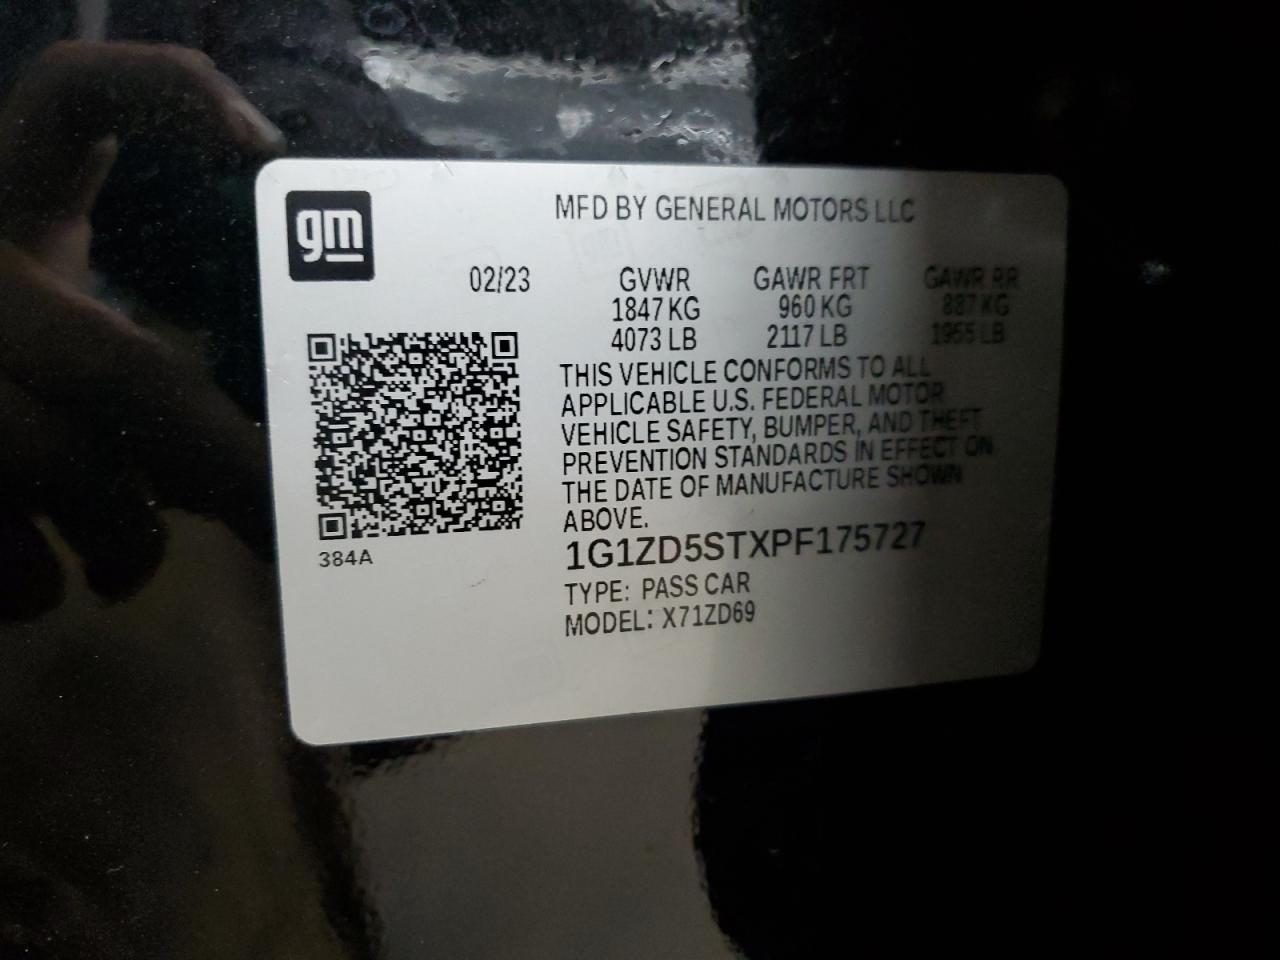 gm
MFD BY GENERAL MOTORS LLC
02/23 GVWR GAWR FRT GAWR RR
1847 KG 960 KG 887 KG
4073 LB 2117 LB 1955 LB
THIS VEHICLE CONFORMS TO ALL
APPLICABLE U.S. FEDERAL MOTOR
VEHICLE SAFETY, BUMPER, AND THEFT
PREVENTION STANDARDS IN EFFECT ON
THE DATE OF MANUFACTURE SHOWN
ABOVE.
384A
1G1ZD5STXPF175727
TYPE: PASS CAR
MODEL: X71ZD69